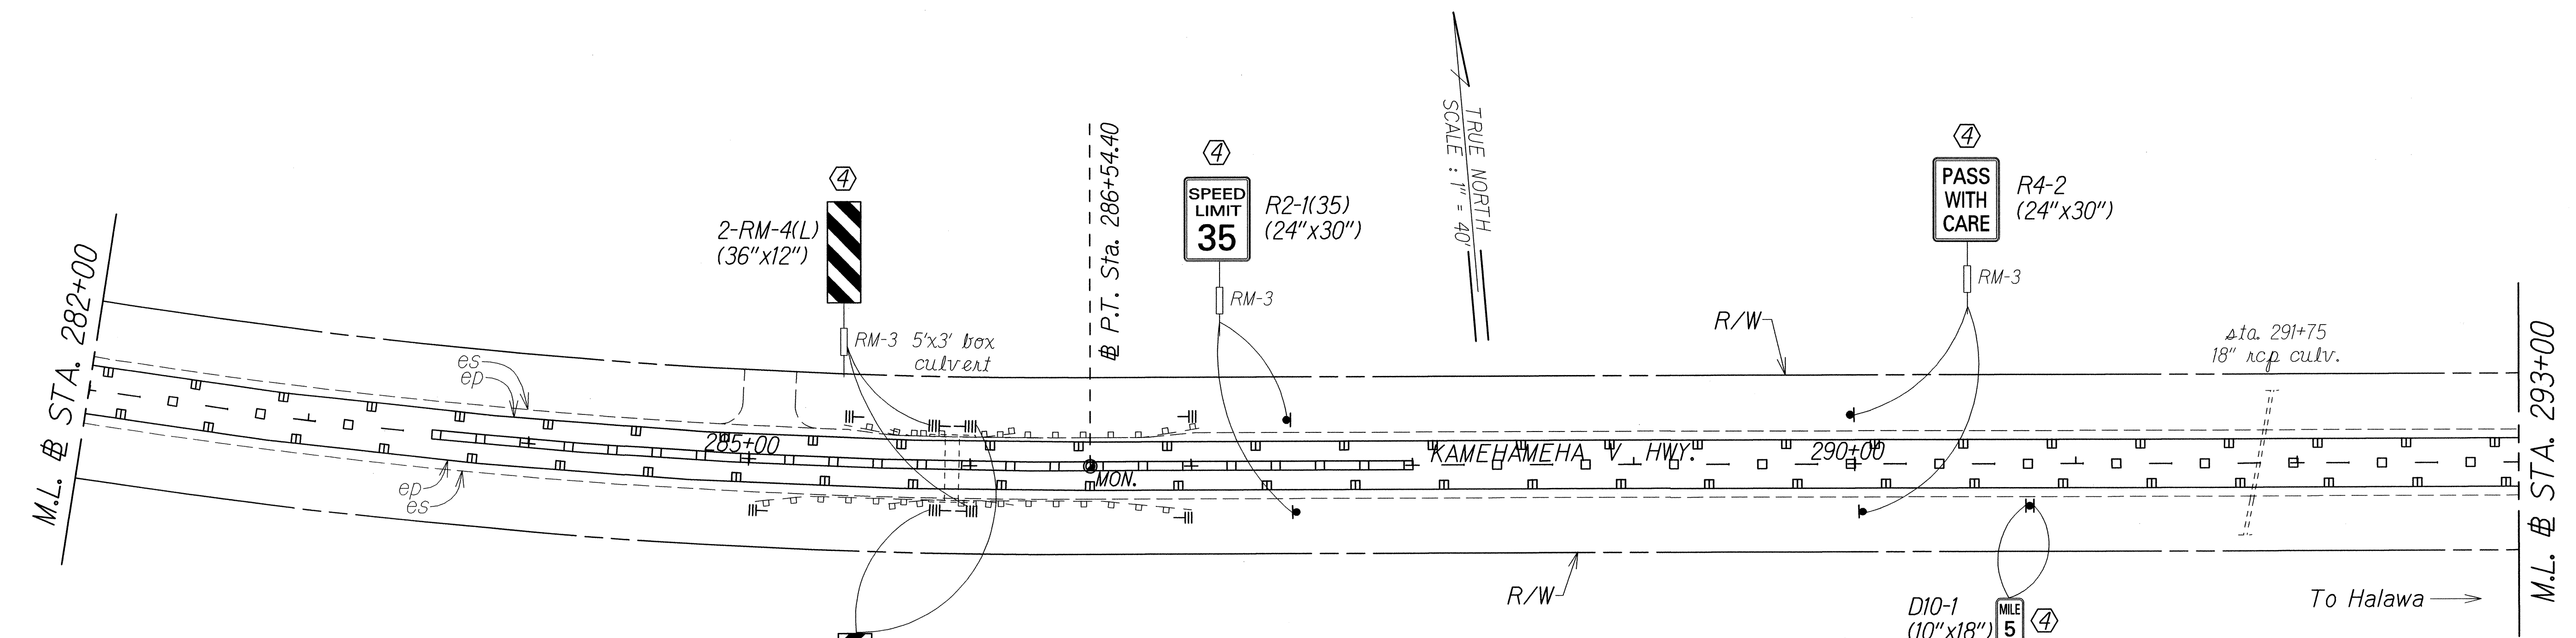 M.L. B STA. 282+00
es
ep
ep
es
4
2-RM-4(L)
(36"x12")
RM-3
5'x3' box
culvert
285+00
B P.T. Sta. 286+54.40
MON.
4
SPEED
LIMIT
35
R2-1(35)
(24"x30")
RM-3
TRUE NORTH
SCALE : 1" = 40'
KAMEHAMEHA V HWY.
R/W
R/W
4
PASS
WITH
CARE
R4-2
(24"x30")
RM-3
290+00
sta. 291+75
18" rcp culv.
D10-1
(10"x18")
MILE
5
4
To Halawa
M.L. B STA. 293+00